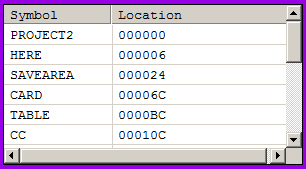 Symbol Location
PROJECT2 000000
HERE 000006
SAVEAREA 000024
CARD 00006C
TABLE 0000BC
CC 00010C